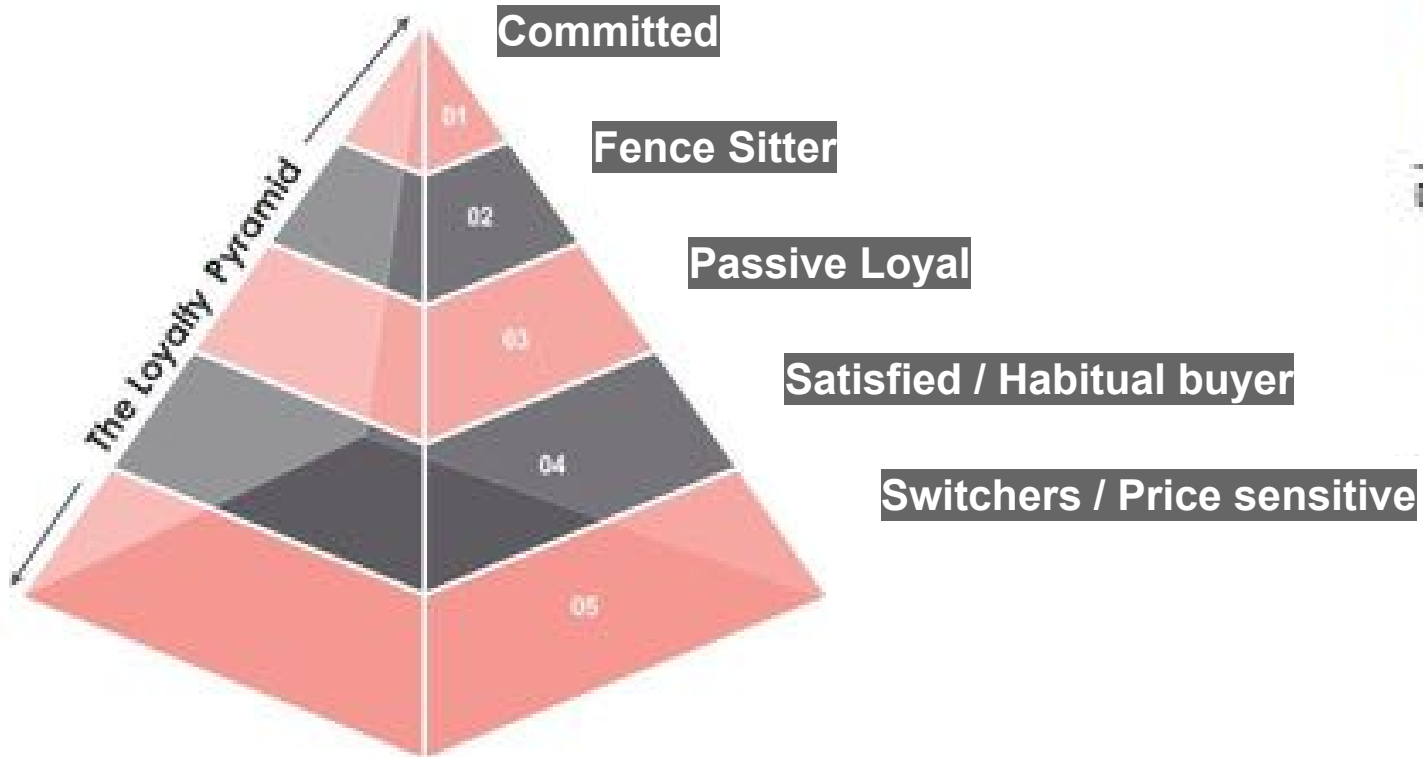 Committed
01
Fence Sitter
02
Passive Loyal
The Loyalty Pyramid
03
Satisfied / Habitual buyer
04
Switchers / Price sensitive
05